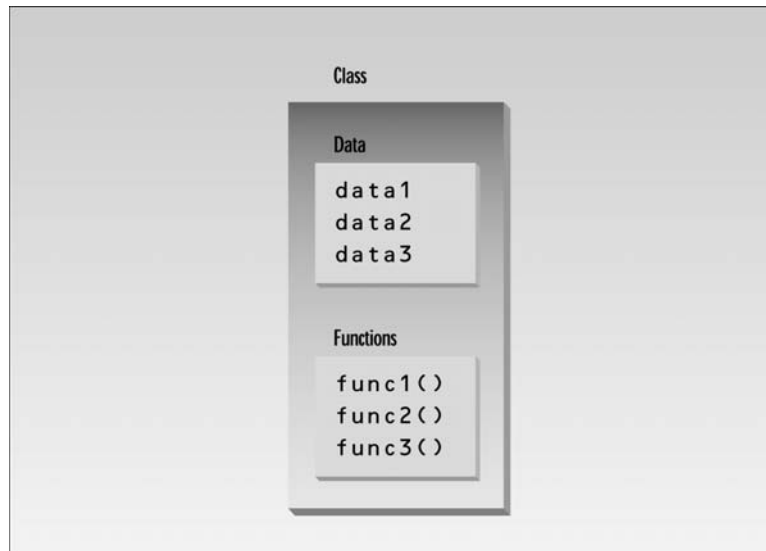 Class
Data
data1
data2
data3
Functions
func1()
func2()
func3()